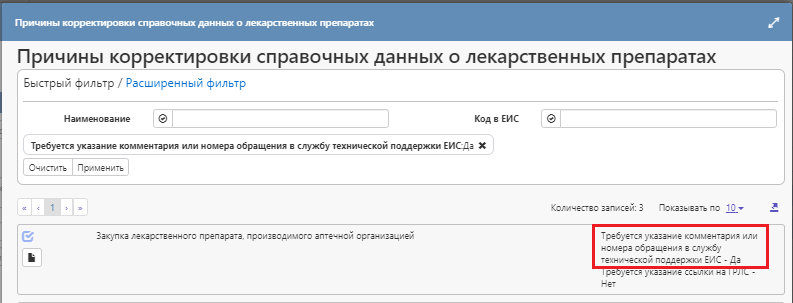 Причины корректировки справочных данных о лекарственных препаратах
Причины корректировки справочных данных о лекарственных препаратах
Быстрый фильтр / Расширенный фильтр
Наименование
Код в ЕИС
Требуется указание комментария или номера обращения в службу технической поддержки ЕИС:Да ✖
Очистить Применить
« ‹ 1 › »
Количество записей: 3 Показывать по 10
Закупка лекарственного препарата, производимого аптечной организацией
Требуется указание комментария или
номера обращения в службу
технической поддержки ЕИС - Да
Требуется указание ссылки на ГРЛС -
Нет